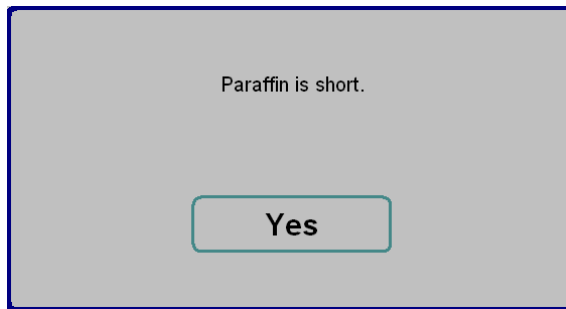 Paraffin is short.
Yes